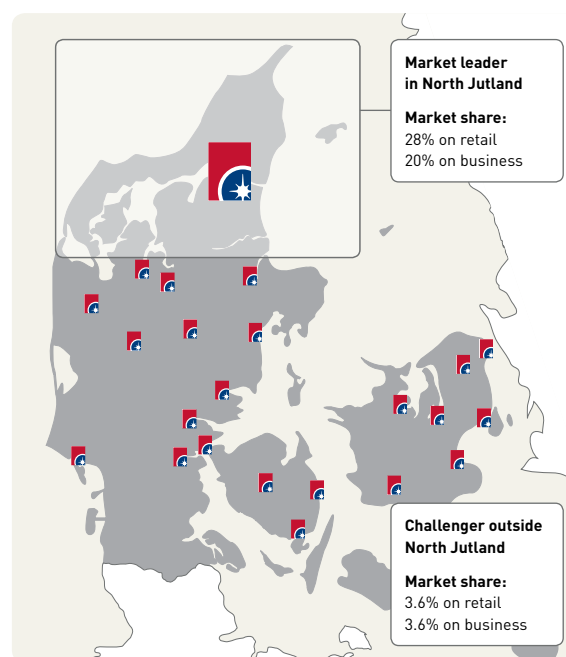 Market leader
in North Jutland
Market share:
28% on retail
20% on business
Challenger outside
North Jutland
Market share:
3.6% on retail
3.6% on business